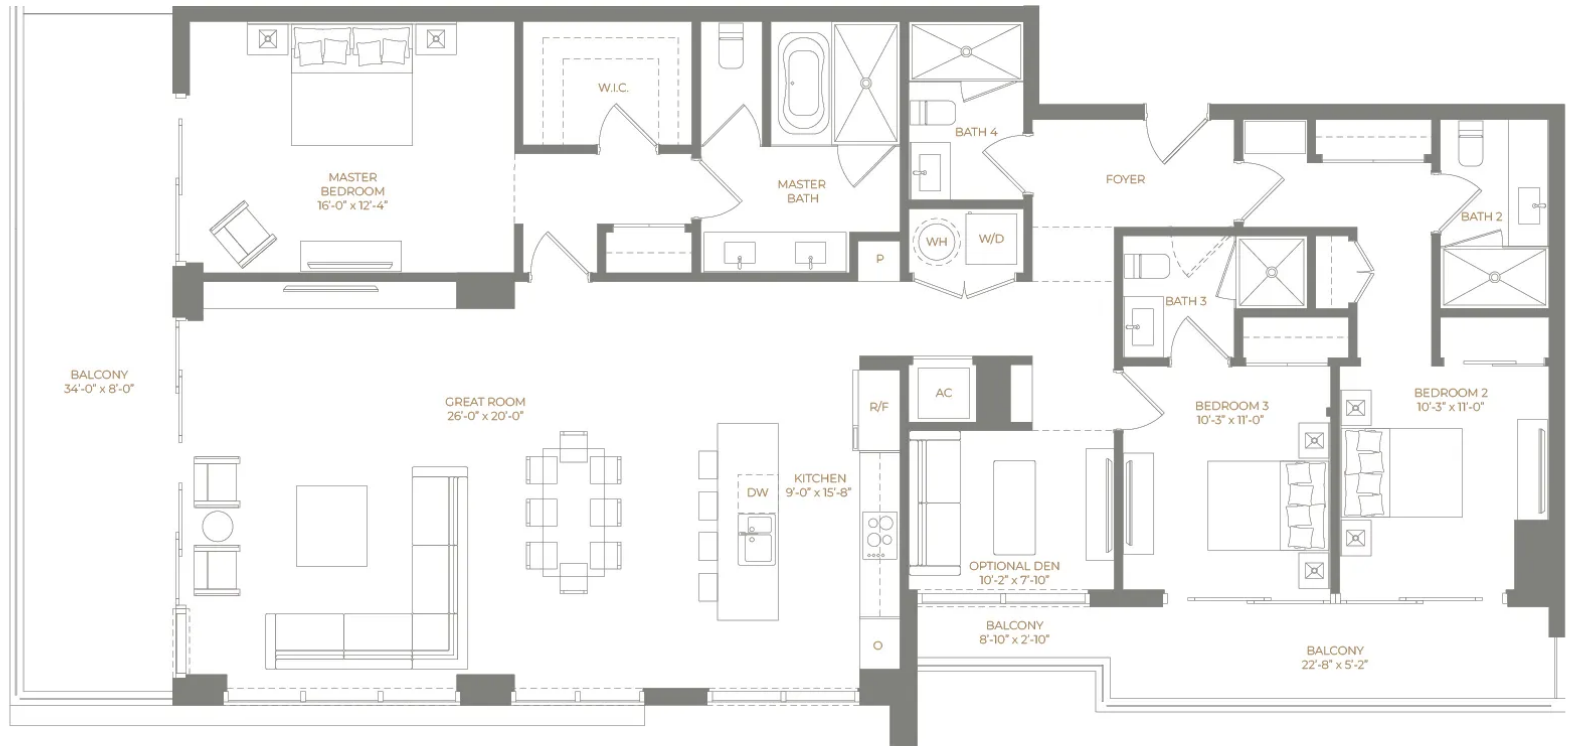 W.I.C.
MASTER
BEDROOM
16'-0" x 12'-4"
MASTER
BATH
BATH 4
FOYER
BATH 2
WH
W/D
P
BATH 3
BALCONY
34'-0" x 8'-0"
GREAT ROOM
26'-0" x 20'-0"
R/F
AC
BEDROOM 3
10'-3" x 11'-0"
BEDROOM 2
10'-3" x 11'-0"
DW
KITCHEN
9'-0" x 15'-8"
OPTIONAL DEN
10'-2" x 7'-10"
BALCONY
8'-10" x 2'-10"
O
BALCONY
22'-8" x 5'-2"